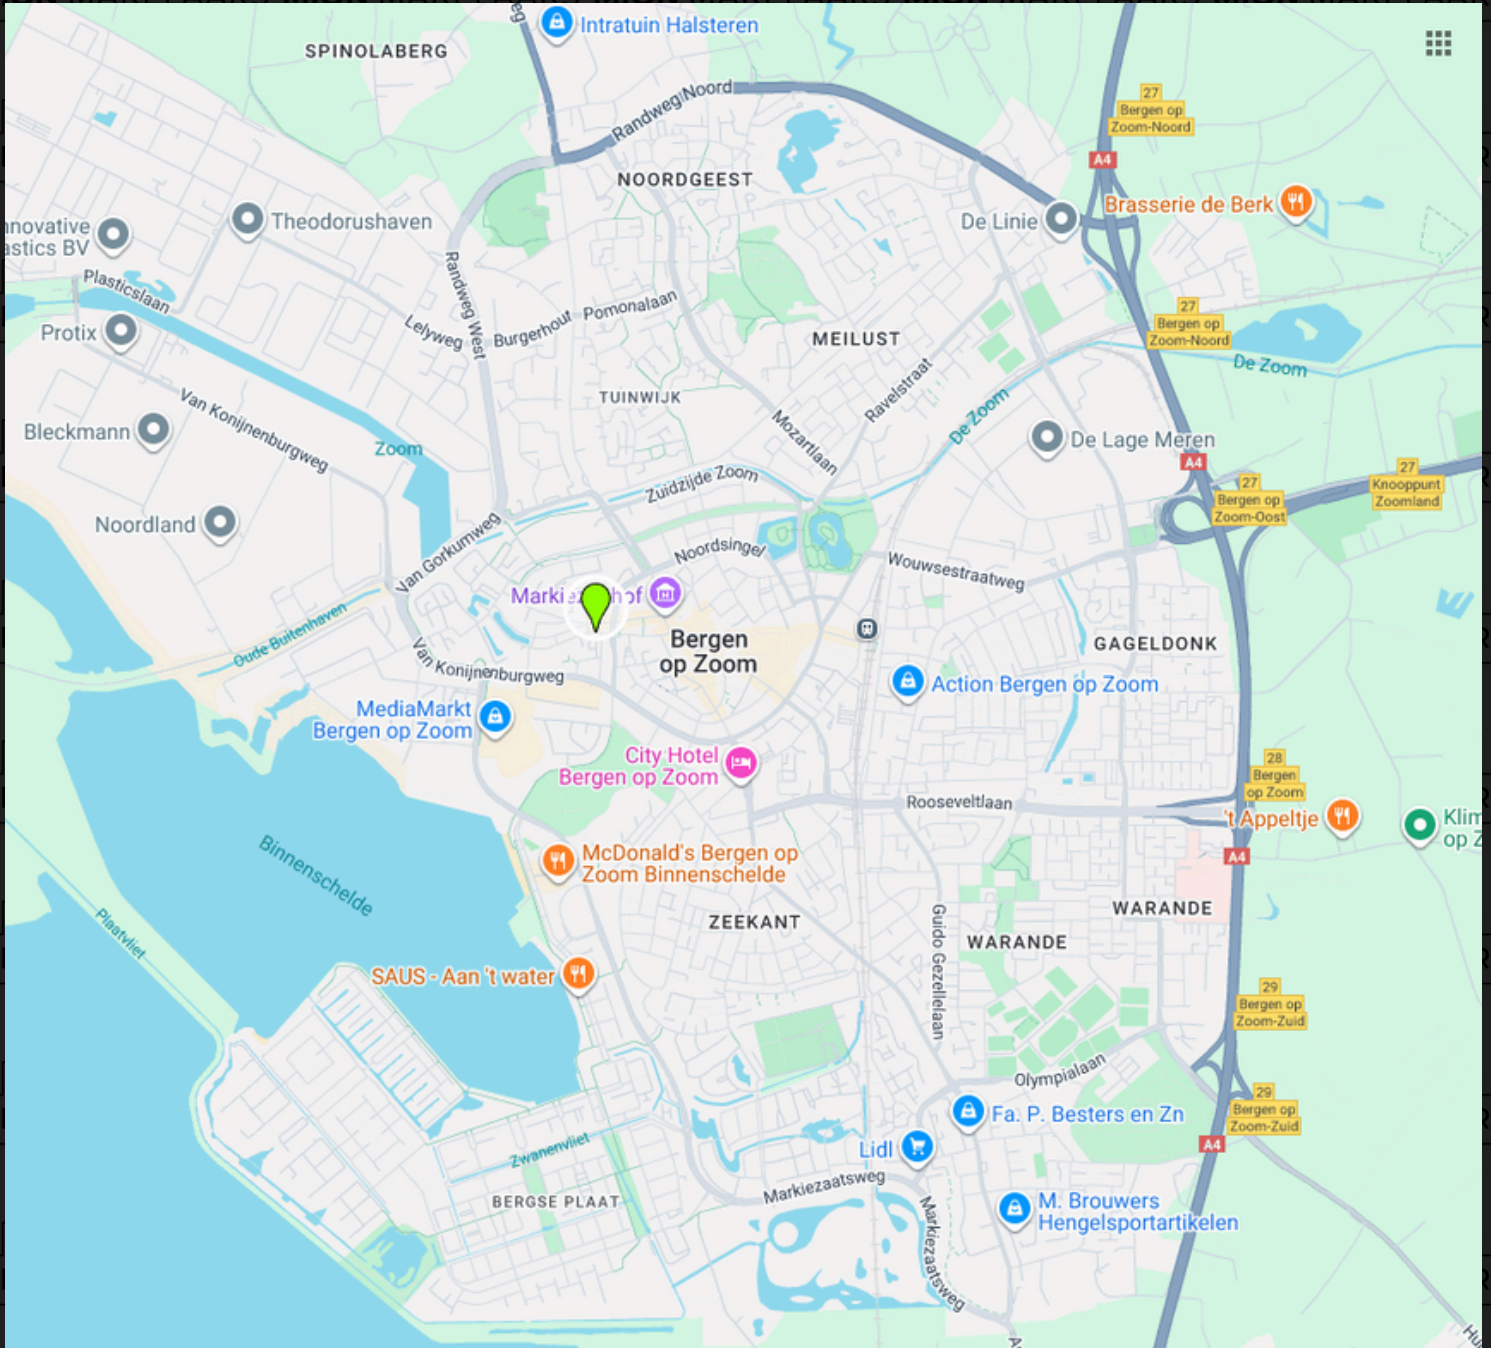 Intratuin Halsteren
SPINOLABERG
Randweg Noord
27
Bergen op
Zoom-Noord
A4
NOORDGEEST
Brasserie de Berk
De Linie
Theodorushaven
nnovative
astics BV
Plasticslaan
Randweg West
Protix
Lelyweg
Burgerhout
Pomonalaan
MEILUST
27
Bergen op
Zoom-Noord
De Zoom
TUINWIJK
Ravelstraat
De Zoom
Van Konijnenburgweg
Bleckmann
Mozartlaan
Zoom
De Lage Meren
A4
27
Knooppunt
Zoomland
27
Bergen op
Zoom-Oost
Zuidzijde Zoom
Noordland
Van Gorkumweg
Noordsingel
Wouwsestraatweg
Oude Buitenhaven
Bergen
op Zoom
GAGELDONK
Van Konijnenburgweg
Action Bergen op Zoom
MediaMarkt
Bergen op Zoom
City Hotel
Bergen op Zoom
28
Bergen
op Zoom
Rooseveltlaan
't Appeltje
Klim
op Z
A4
McDonald's Bergen op
Zoom Binnenschelde
Binnenschelde
Plaatvliet
ZEEKANT
Guido Gezellelaan
WARANDE
WARANDE
SAUS - Aan 't water
29
Bergen op
Zoom-Zuid
Olympialaan
29
Bergen op
Zoom-Zuid
A4
Fa. P. Besters en Zn
Lidl
Zwanenvliet
BERGSE PLAAT
Markiezaatsweg
M. Brouwers
Hengelsportartikelen
Markiezaatsweg